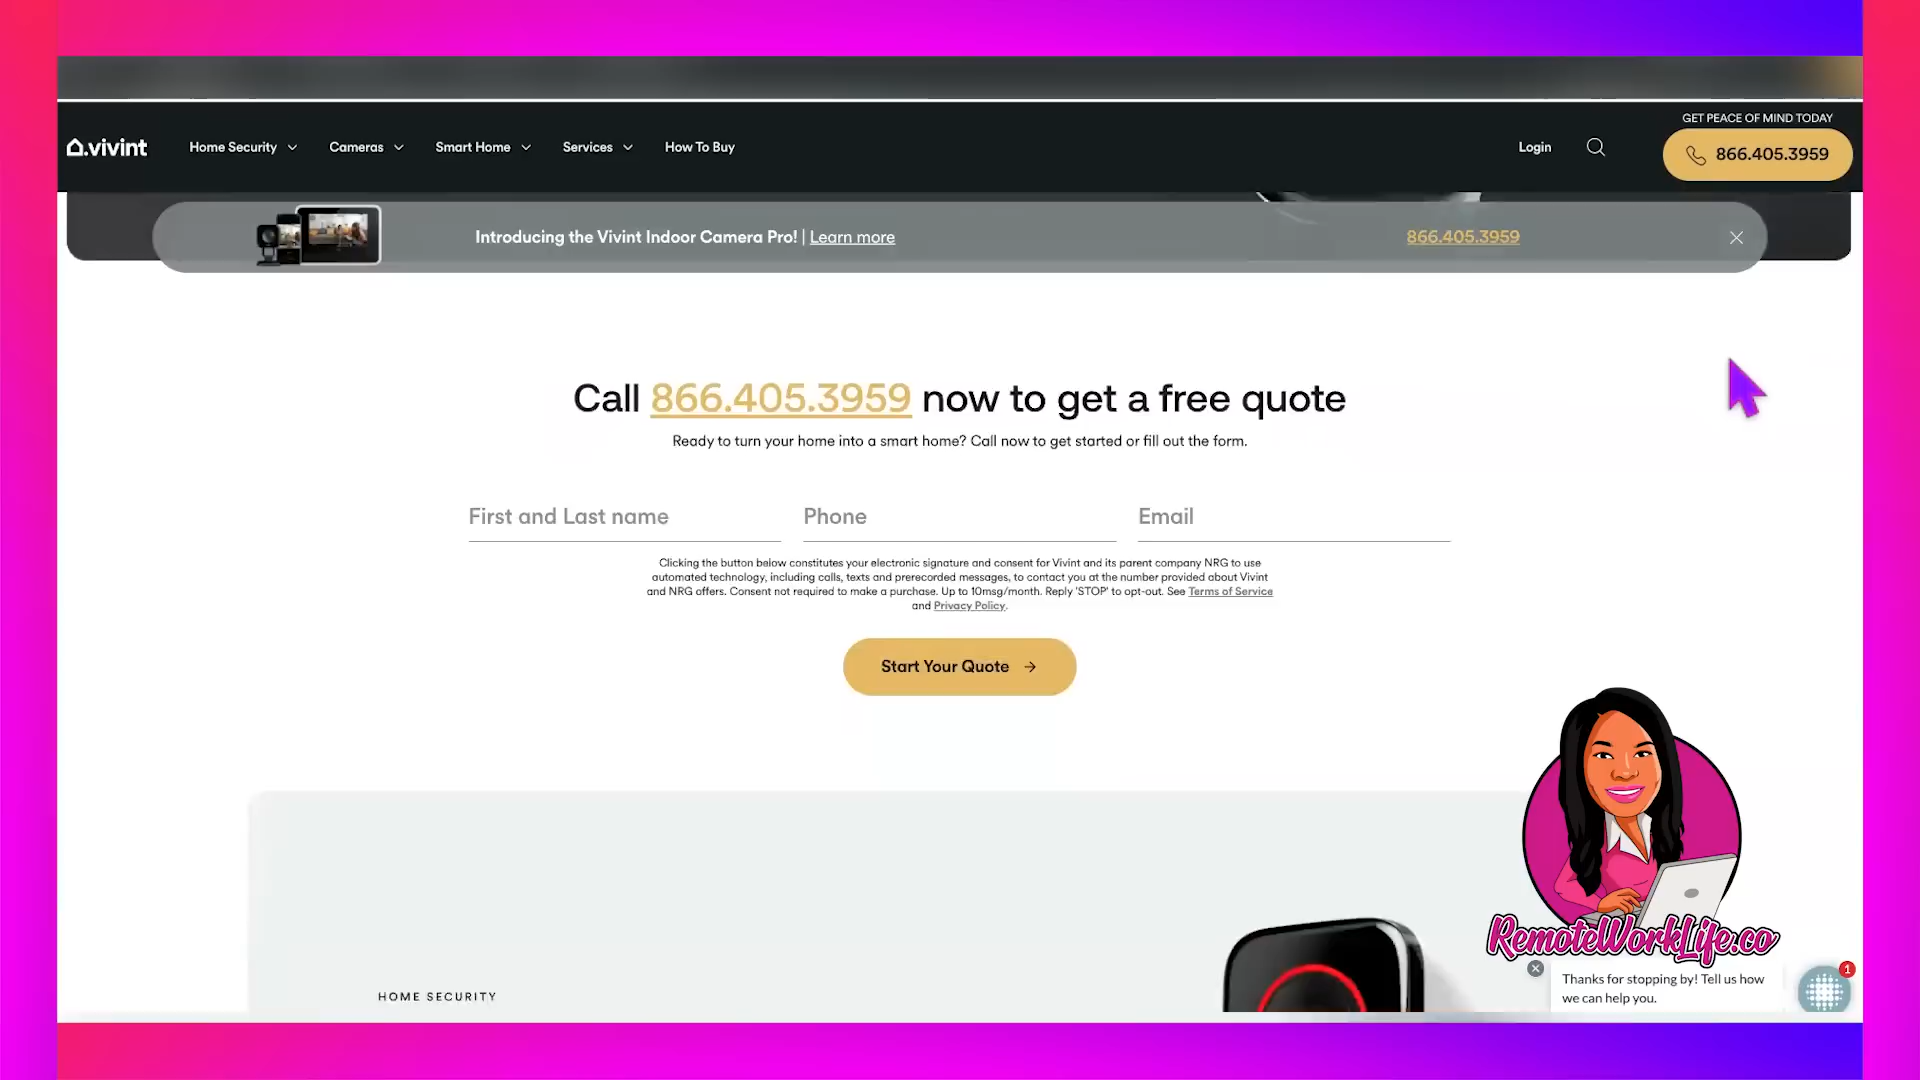 GET PEACE OF MIND TODAY
vivint
Home Security
Cameras
Smart Home
Services
How To Buy
Login
866.405.3959
Introducing the Vivint Indoor Camera Pro! | Learn more
866.405.3959
Call 866.405.3959 now to get a free quote
Ready to turn your home into a smart home? Call now to get started or fill out the form.
First and Last name
Phone
Email
Clicking the button below constitutes your electronic signature and consent for Vivint and its parent company NRG to use
automated technology, including calls, texts and prerecorded messages, to contact you at the number provided about Vivint
and NRG offers. Consent not required to make a purchase. Up to 10msg/month. Reply 'STOP' to opt-out. See Terms of Service
and Privacy Policy.
Start Your Quote
RemoteWorkLife.co
1
Thanks for stopping by! Tell us how
we can help you.
HOME SECURITY